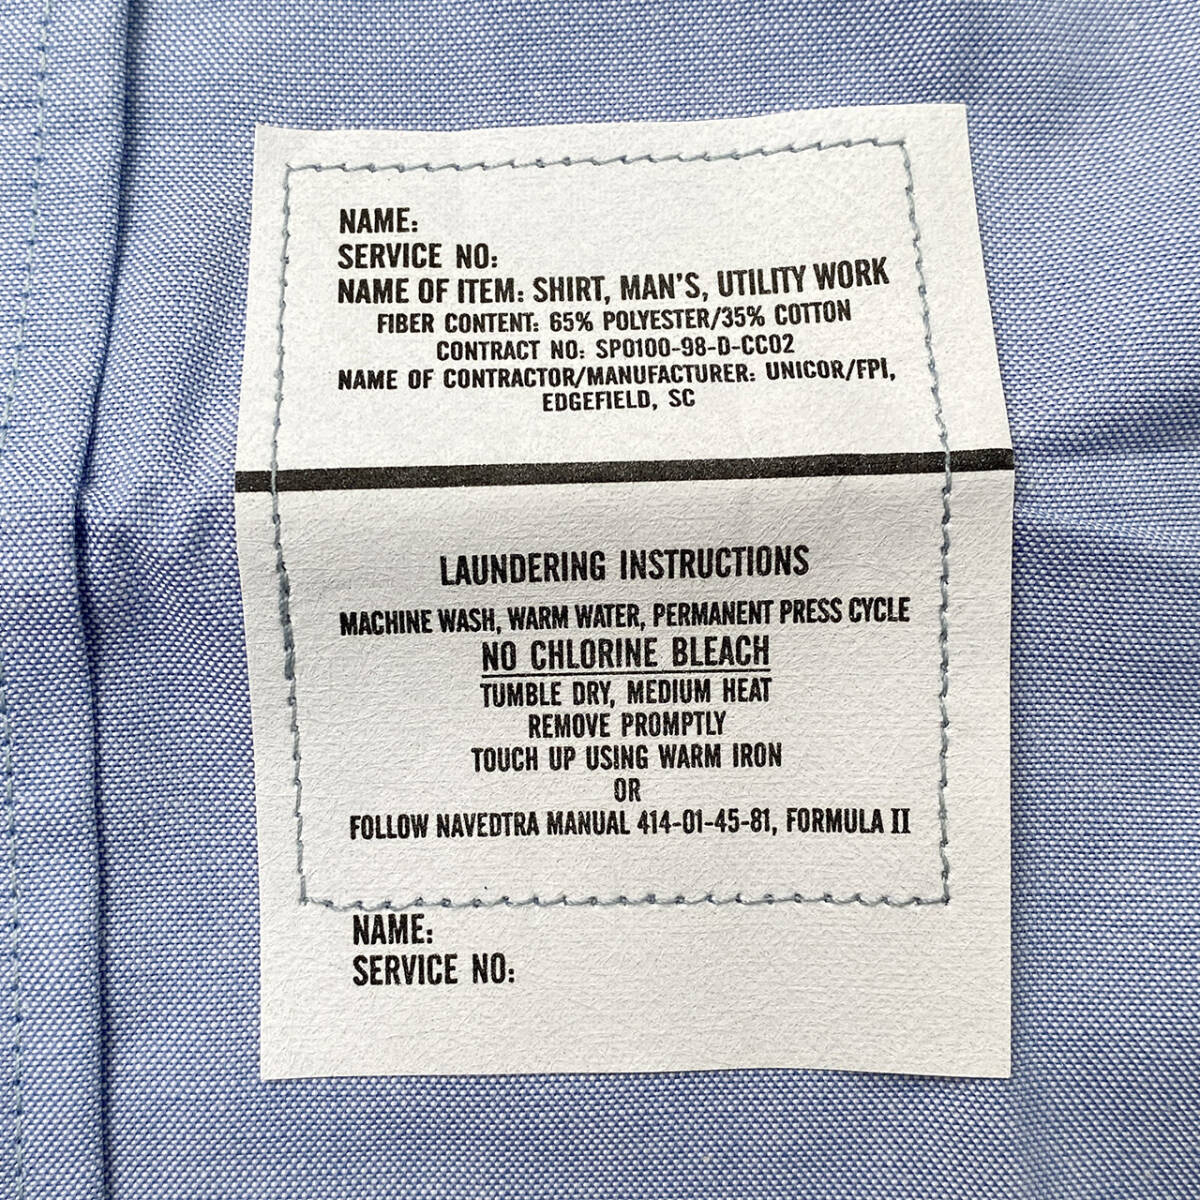 NAME:
SERVICE NO:
NAME OF ITEM: SHIRT, MAN'S, UTILITY WORK
FIBER CONTENT: 65% POLYESTER/35% COTTON
CONTRACT NO: SPO100-98-D-CC02
NAME OF CONTRACTOR/MANUFACTURER: UNICOR/FPI,
EDGEFIELD, SC
LAUNDERING INSTRUCTIONS
MACHINE WASH, WARM WATER, PERMANENT PRESS CYCLE
NO CHLORINE BLEACH
TUMBLE DRY, MEDIUM HEAT
REMOVE PROMPTLY
TOUCH UP USING WARM IRON
OR
FOLLOW NAVEDTRA MANUAL 414-01-45-81, FORMULA II
NAME:
SERVICE NO: